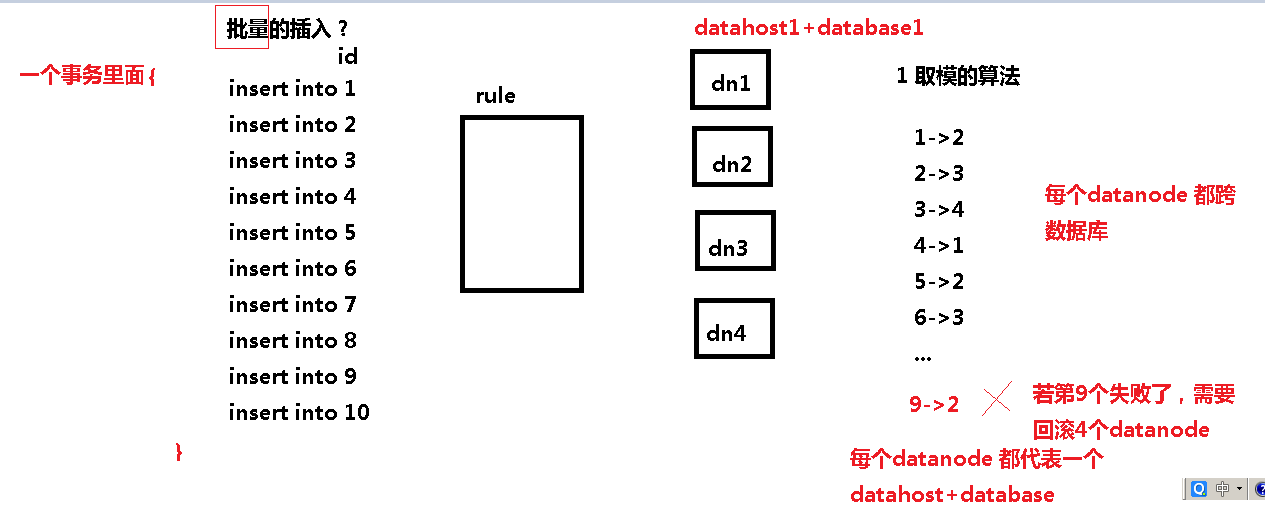 批量的插入？
id
一个事务里面 {
insert into 1
insert into 2
insert into 3
insert into 4
insert into 5
insert into 6
insert into 7
insert into 8
insert into 9
insert into 10
}
rule
datahost1+database1
dn1
dn2
dn3
dn4
1 取模的算法
1->2
2->3
3->4
4->1
5->2
6->3
...
9->2
每个datanode 都跨
数据库
若第9个失败了，需要
回滚4个datanode
每个datanode 都代表一个
datahost+database
Q 中 ?